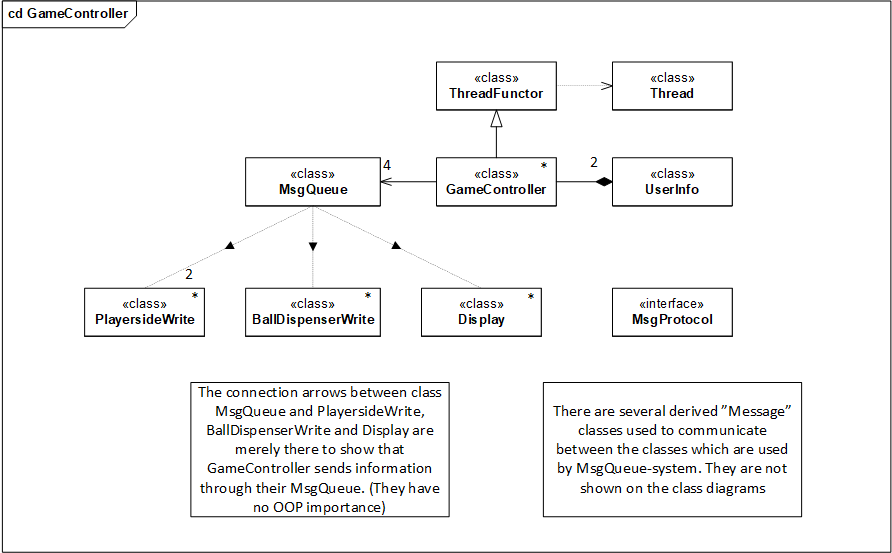 cd GameController
«class»
ThreadFunctor
«class»
Thread
«class»
MsgQueue
4
«class»
*
GameController
2
«class»
UserInfo
2
«class»
*
PlayersideWrite
«class»
*
BallDispenserWrite
«class»
*
Display
«interface»
MsgProtocol
The connection arrows between class
MsgQueue and PlayersideWrite,
BallDispenserWrite and Display are
merely there to show that
GameController sends information
through their MsgQueue. (They have
no OOP importance)
There are several derived ”Message”
classes used to communicate
between the classes which are used
by MsgQueue-system. They are not
shown on the class diagrams